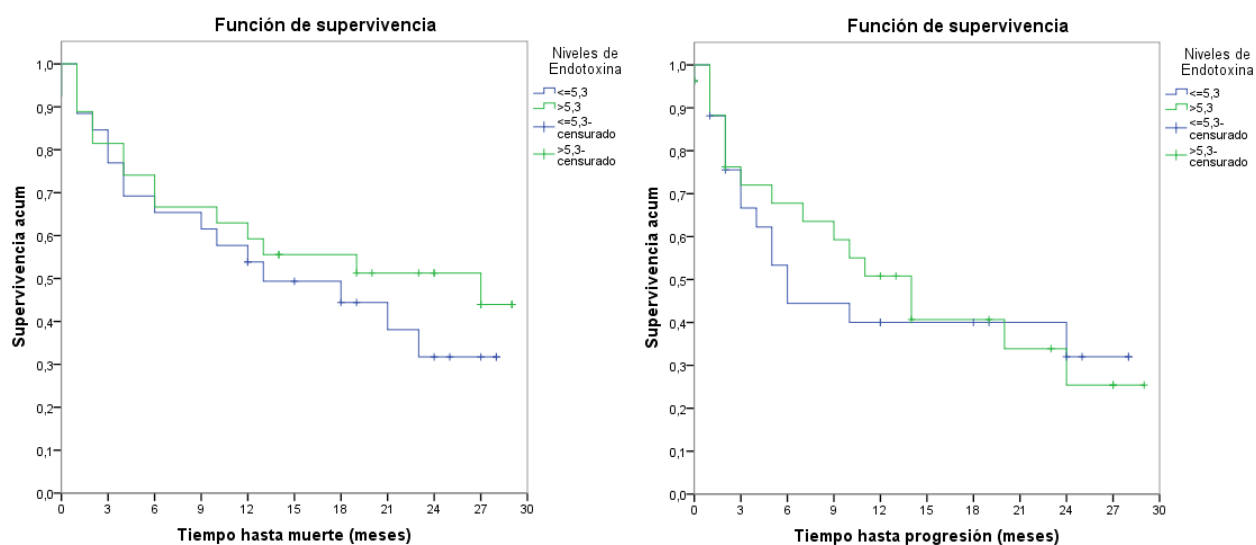 Función de supervivencia
Niveles de
Endotoxina
<=5,3
>5,3
<=5,3-
censurado
>5,3-
censurado
1,0
0,9
0,8
0,7
0,6
0,5
0,4
0,3
0,2
0,1
0,0
Supervivencia acum
0 3 6 9 12 15 18 21 24 27 30
Tiempo hasta muerte (meses)
Función de supervivencia
Niveles de
Endotoxina
<=5,3
>5,3
<=5,3-
censurado
>5,3-
censurado
1,0
0,9
0,8
0,7
0,6
0,5
0,4
0,3
0,2
0,1
0,0
Supervivencia acum
0 3 6 9 12 15 18 21 24 27 30
Tiempo hasta progresión (meses)